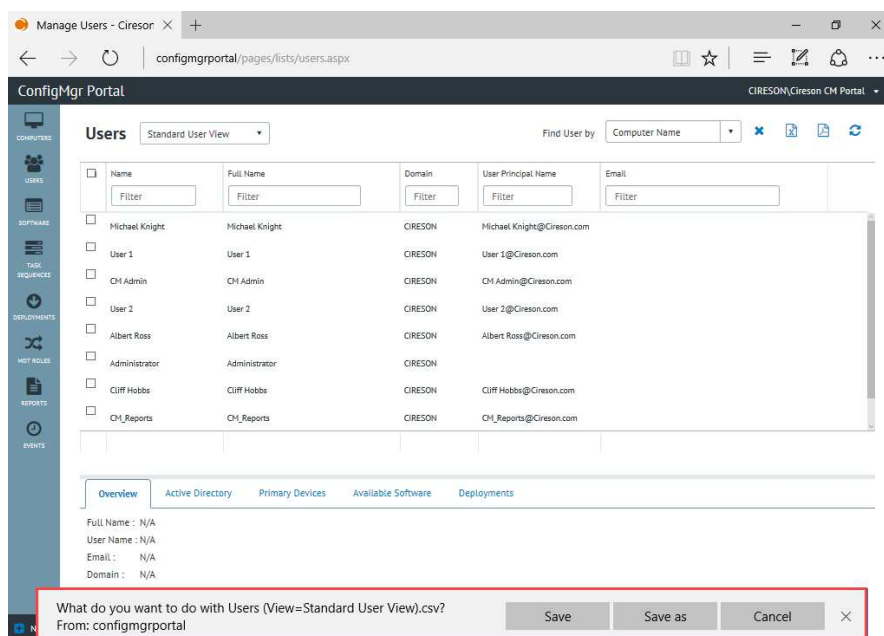 Manage Users - Cireson
configmgrportal/pages/lists/users.aspx
ConfigMgr Portal
CIRESON\Cireson CM Portal
COMPUTERS
USERS
SOFTWARE
TASK SEQUENCES
DEPLOYMENTS
MDT ROLES
REPORTS
EVENTS
Users Standard User View Find User by Computer Name
Name Full Name Domain User Principal Name Email
Filter Filter Filter Filter Filter
Michael Knight Michael Knight CIRESON Michael Knight@Cireson.com
User 1 User 1 CIRESON User 1@Cireson.com
CM Admin CM Admin CIRESON CM Admin@Cireson.com
User 2 User 2 CIRESON User 2@Cireson.com
Albert Ross Albert Ross CIRESON Albert Ross@Cireson.com
Administrator Administrator CIRESON
Cliff Hobbs Cliff Hobbs CIRESON Cliff Hobbs@Cireson.com
CM_Reports CM_Reports CIRESON CM_Reports@Cireson.com
Overview Active Directory Primary Devices Available Software Deployments
Full Name : N/A
User Name : N/A
Email : N/A
Domain : N/A
What do you want to do with Users (View=Standard User View).csv?
From: configmgrportal
Save Save as Cancel